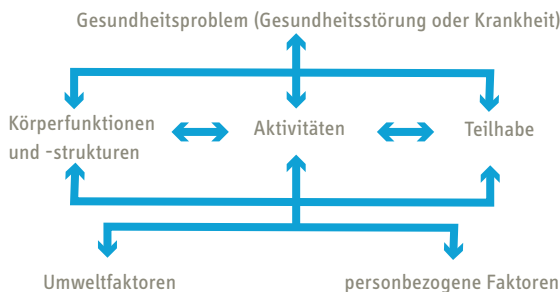 Gesundheitsproblem (Gesundheitsstörung oder Krankheit)
Körperfunktionen
und -strukturen
Aktivitäten
Teilhabe
Umweltfaktoren
personbezogene Faktoren